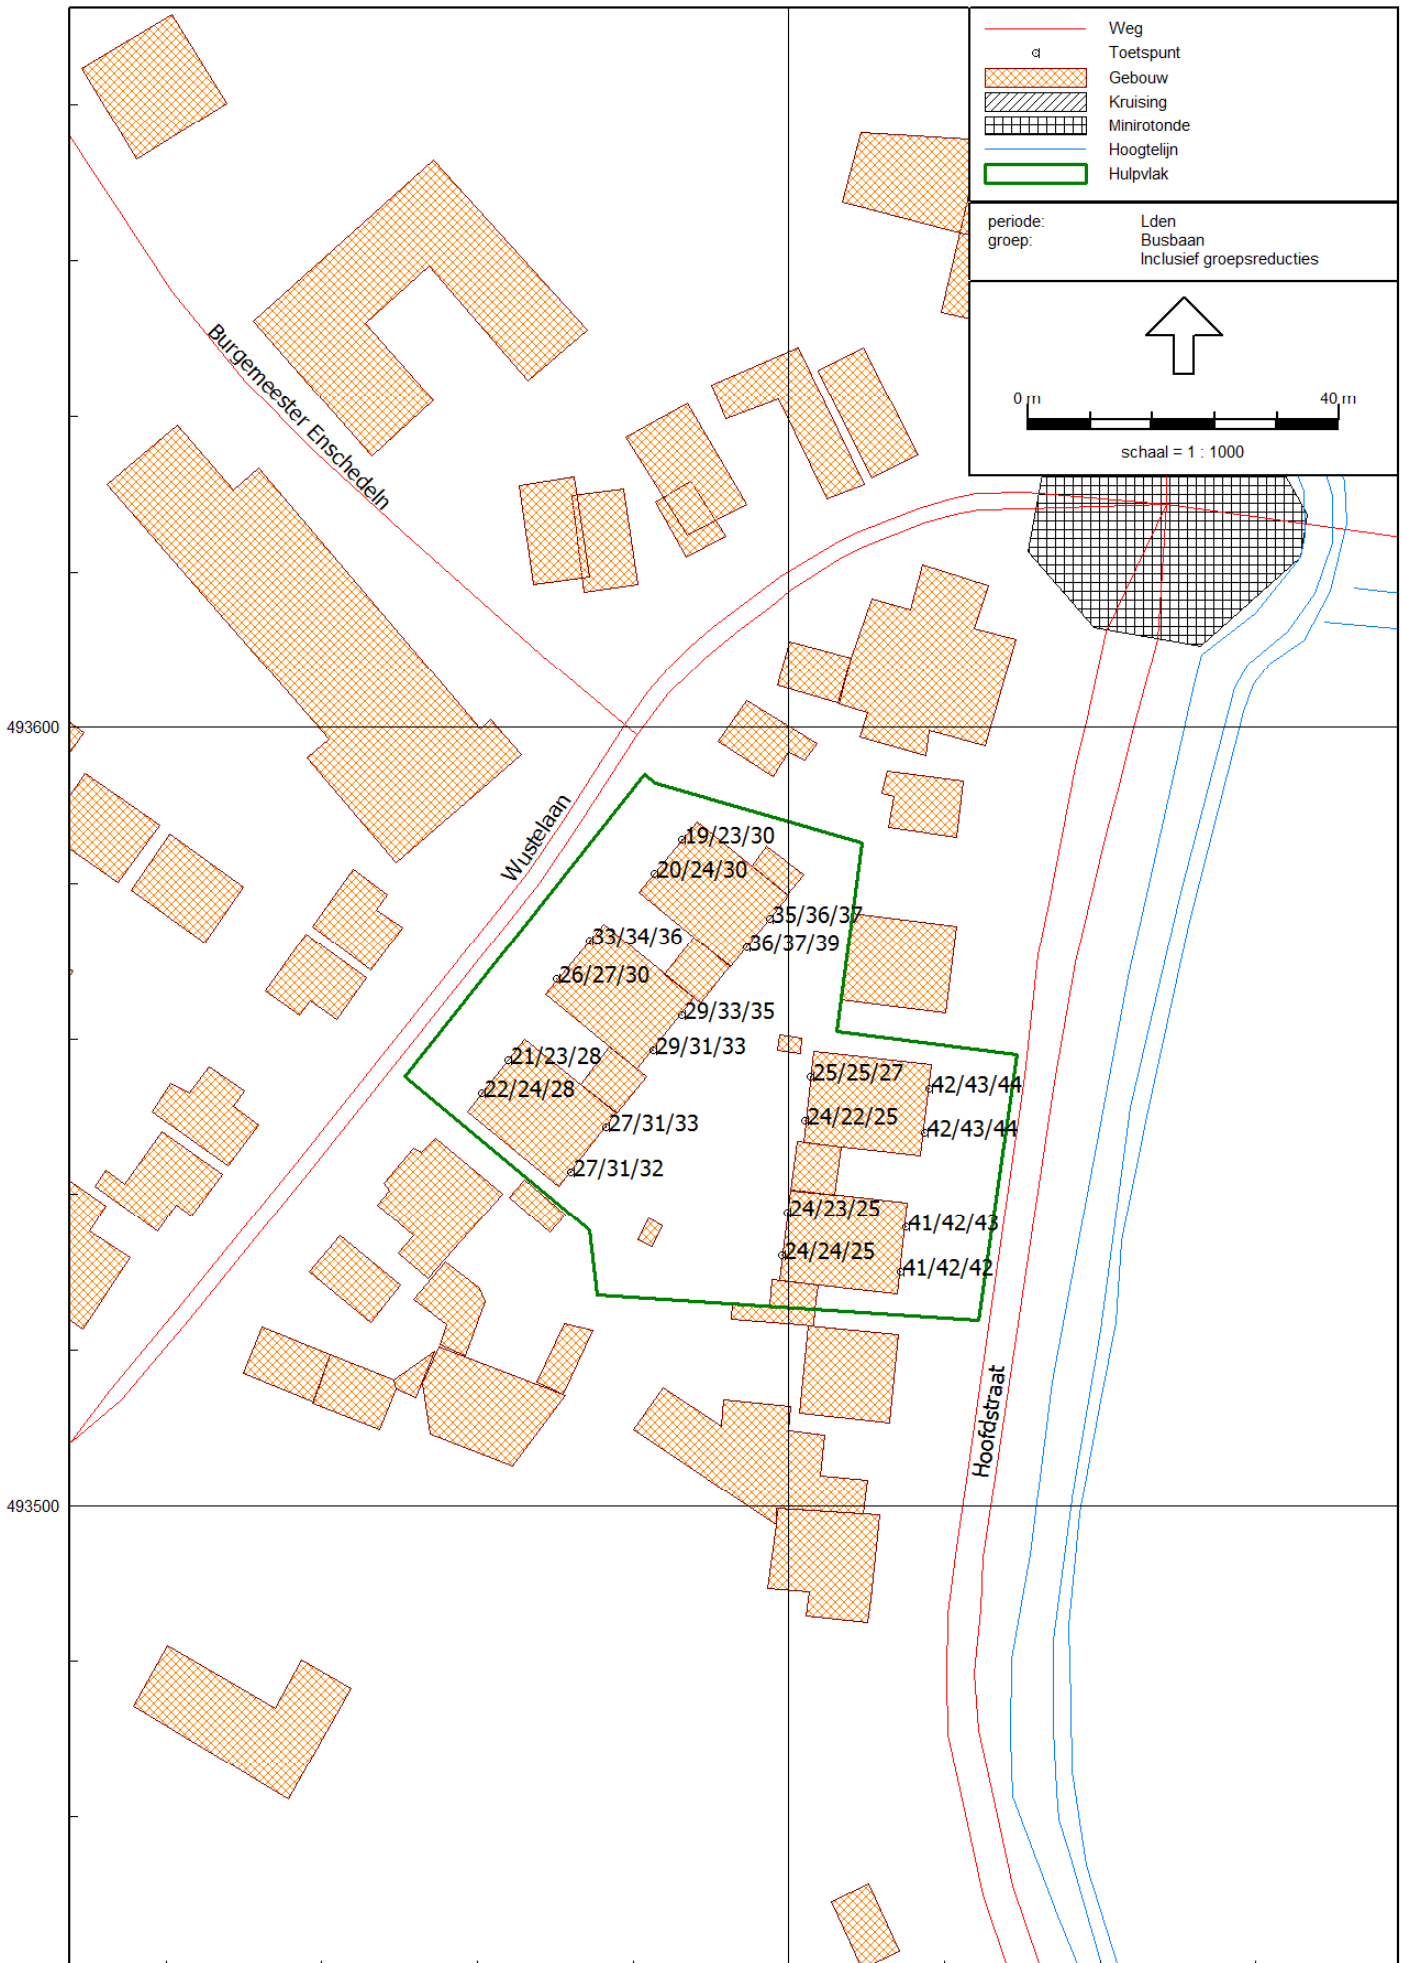 Weg
Toetspunt
Gebouw
Kruising
Minirotonde
Hoogtelijn
Hulpvlak
periode: Lden
groep: Busbaan
Inclusief groepsreducties
0 m 40 m
schaal = 1 : 1000
Burgemeester Enschedeln
493600
Wustelaan
19/23/30
20/24/30
35/36/37
33/34/36
36/37/39
26/27/30
29/33/35
29/31/33
21/23/28
25/25/27
42/43/44
22/24/28
24/22/25
27/31/33
42/43/44
27/31/32
24/23/25
41/42/43
24/24/25
41/42/42
Hoofdstraat
493500